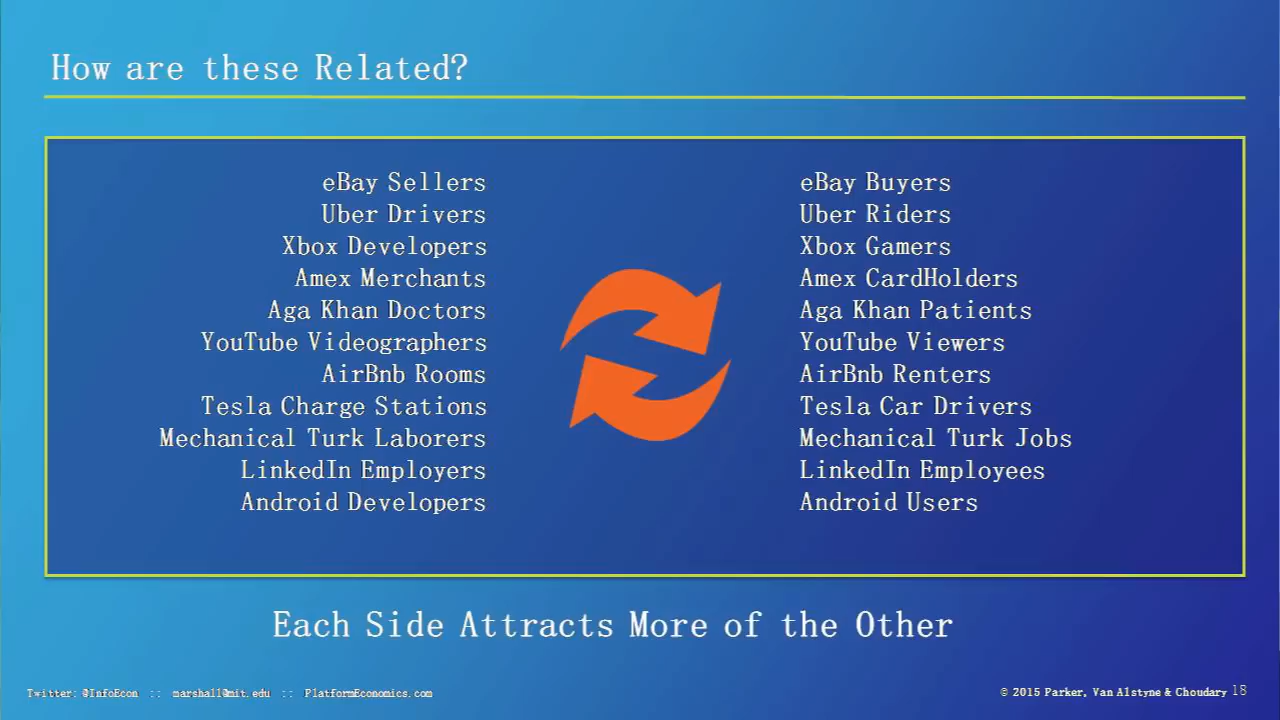 How are these Related?
eBay Sellers eBay Buyers
Uber Drivers Uber Riders
Xbox Developers Xbox Gamers
Amex Merchants Amex CardHolders
Aga Khan Doctors Aga Khan Patients
YouTube Videographers YouTube Viewers
AirBnb Rooms AirBnb Renters
Tesla Charge Stations Tesla Car Drivers
Mechanical Turk Laborers Mechanical Turk Jobs
LinkedIn Employers LinkedIn Employees
Android Developers Android Users
Each Side Attracts More of the Other
Twitter: @InfoEcon :: marshall@mit.edu :: PlatformEconomics.com © 2015 Parker, Van Alstyne & Choudary 18